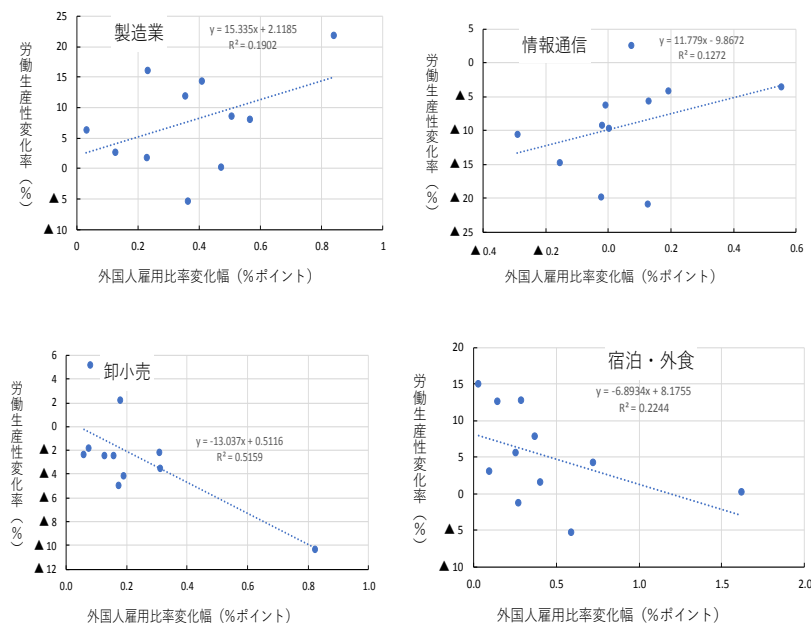 製造業
y = 15.335x + 2.1185
R² = 0.1902
労働生産性変化率（%）
25
20
15
10
5
0
▲ 5
▲ 10
0
0.2
0.4
0.6
0.8
1
外国人雇用比率変化幅（%ポイント）
情報通信
y = 11.779x - 9.8672
R² = 0.1272
労働生産性変化率（%）
5
0
▲ 5
▲ 10
▲ 15
▲ 20
▲ 25
▲ 0.4
▲ 0.2
0.0
0.2
0.4
0.6
外国人雇用比率変化幅（%ポイント）
卸小売
y = -13.037x + 0.5116
R² = 0.5159
労働生産性変化率（%）
6
4
2
0
▲ 2
▲ 4
▲ 6
▲ 8
▲ 10
▲ 12
0.0
0.2
0.4
0.6
0.8
1.0
外国人雇用比率変化幅（%ポイント）
宿泊・外食
y = -6.8934x + 8.1755
R² = 0.2244
労働生産性変化率（%）
20
15
10
5
0
▲ 5
▲ 10
0.0
0.5
1.0
1.5
2.0
外国人雇用比率変化幅（%ポイント）